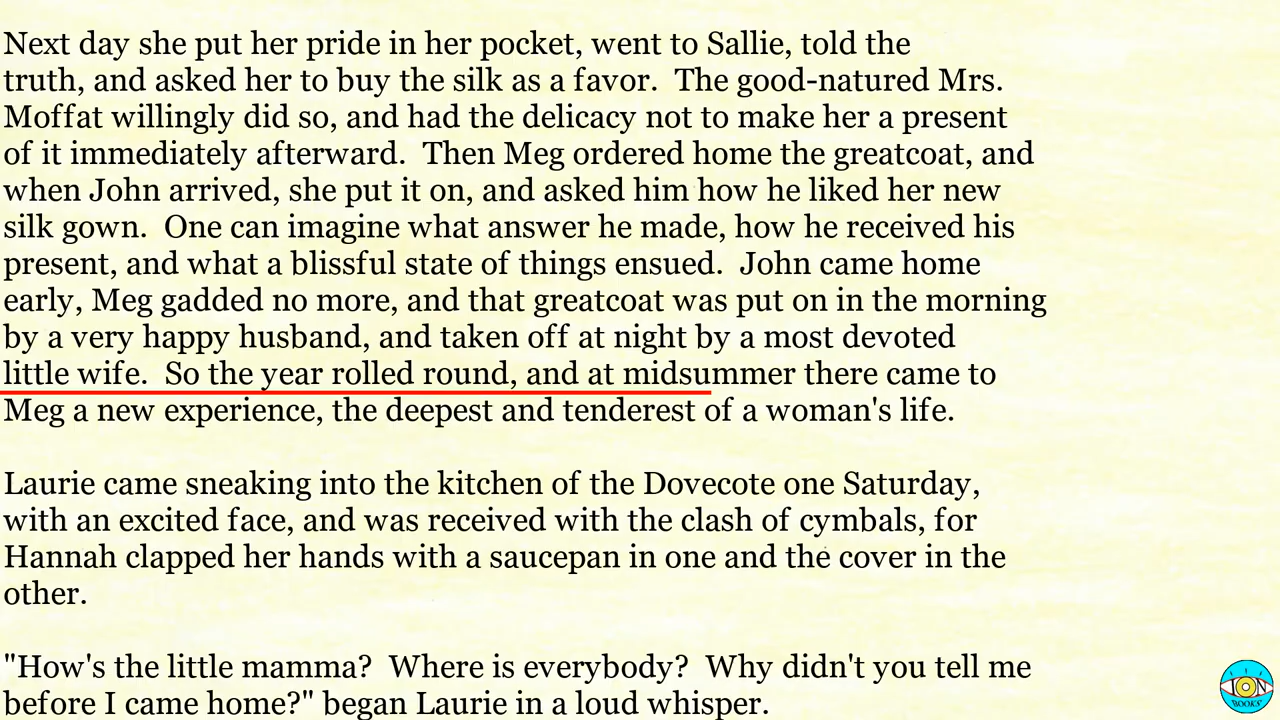 Next day she put her pride in her pocket, went to Sallie, told the
truth, and asked her to buy the silk as a favor.  The good-natured Mrs.
Moffat willingly did so, and had the delicacy not to make her a present
of it immediately afterward.  Then Meg ordered home the greatcoat, and
when John arrived, she put it on, and asked him how he liked her new
silk gown.  One can imagine what answer he made, how he received his
present, and what a blissful state of things ensued.  John came home
early, Meg gadded no more, and that greatcoat was put on in the morning
by a very happy husband, and taken off at night by a most devoted
little wife.  So the year rolled round, and at midsummer there came to
Meg a new experience, the deepest and tenderest of a woman's life.

Laurie came sneaking into the kitchen of the Dovecote one Saturday,
with an excited face, and was received with the clash of cymbals, for
Hannah clapped her hands with a saucepan in one and the cover in the
other.

"How's the little mamma?  Where is everybody?  Why didn't you tell me
before I came home?" began Laurie in a loud whisper.
ION
BOOKS